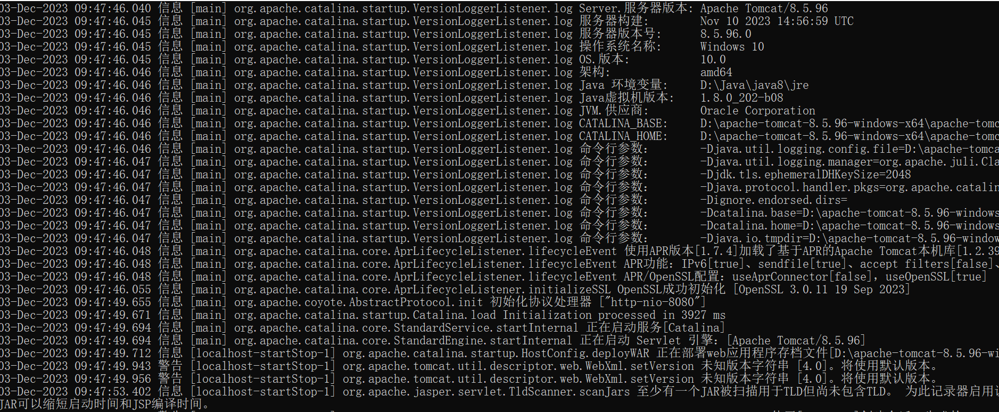 03-Dec-2023 09:47:46.040 信息 [main] org.apache.catalina.startup.VersionLoggerListener.log Server.服务器版本: Apache Tomcat/8.5.96
03-Dec-2023 09:47:46.045 信息 [main] org.apache.catalina.startup.VersionLoggerListener.log 服务器构建: Nov 10 2023 14:56:59 UTC
03-Dec-2023 09:47:46.045 信息 [main] org.apache.catalina.startup.VersionLoggerListener.log 服务器版本号: 8.5.96.0
03-Dec-2023 09:47:46.045 信息 [main] org.apache.catalina.startup.VersionLoggerListener.log 操作系统名称: Windows 10
03-Dec-2023 09:47:46.045 信息 [main] org.apache.catalina.startup.VersionLoggerListener.log OS.版本: 10.0
03-Dec-2023 09:47:46.046 信息 [main] org.apache.catalina.startup.VersionLoggerListener.log 架构: amd64
03-Dec-2023 09:47:46.046 信息 [main] org.apache.catalina.startup.VersionLoggerListener.log Java 环境变量: D:\Java\java8\jre
03-Dec-2023 09:47:46.046 信息 [main] org.apache.catalina.startup.VersionLoggerListener.log Java虚拟机版本: 1.8.0_202-b08
03-Dec-2023 09:47:46.046 信息 [main] org.apache.catalina.startup.VersionLoggerListener.log JVM.供应商: Oracle Corporation
03-Dec-2023 09:47:46.046 信息 [main] org.apache.catalina.startup.VersionLoggerListener.log CATALINA_BASE: D:\apache-tomcat-8.5.96-windows-x64\apache-tomc
03-Dec-2023 09:47:46.046 信息 [main] org.apache.catalina.startup.VersionLoggerListener.log CATALINA_HOME: D:\apache-tomcat-8.5.96-windows-x64\apache-tomc
03-Dec-2023 09:47:46.046 信息 [main] org.apache.catalina.startup.VersionLoggerListener.log 命令行参数: -Djava.util.logging.config.file=D:\apache-tomca
03-Dec-2023 09:47:46.047 信息 [main] org.apache.catalina.startup.VersionLoggerListener.log 命令行参数: -Djava.util.logging.manager=org.apache.juli.Cla
03-Dec-2023 09:47:46.047 信息 [main] org.apache.catalina.startup.VersionLoggerListener.log 命令行参数: -Djdk.tls.ephemeralDHKeySize=2048
03-Dec-2023 09:47:46.047 信息 [main] org.apache.catalina.startup.VersionLoggerListener.log 命令行参数: -Djava.protocol.handler.pkgs=org.apache.catalin
03-Dec-2023 09:47:46.047 信息 [main] org.apache.catalina.startup.VersionLoggerListener.log 命令行参数: -Dignore.endorsed.dirs=
03-Dec-2023 09:47:46.047 信息 [main] org.apache.catalina.startup.VersionLoggerListener.log 命令行参数: -Dcatalina.base=D:\apache-tomcat-8.5.96-windows
03-Dec-2023 09:47:46.047 信息 [main] org.apache.catalina.startup.VersionLoggerListener.log 命令行参数: -Dcatalina.home=D:\apache-tomcat-8.5.96-windows
03-Dec-2023 09:47:46.047 信息 [main] org.apache.catalina.startup.VersionLoggerListener.log 命令行参数: -Djava.io.tmpdir=D:\apache-tomcat-8.5.96-window
03-Dec-2023 09:47:46.048 信息 [main] org.apache.catalina.core.AprLifecycleListener.lifecycleEvent 使用APR版本[1.7.4]加载了基于APR的Apache Tomcat本机库[1.2.39
03-Dec-2023 09:47:46.048 信息 [main] org.apache.catalina.core.AprLifecycleListener.lifecycleEvent APR功能: IPv6[true]、sendfile[true]、accept filters[false]、
03-Dec-2023 09:47:46.048 信息 [main] org.apache.catalina.core.AprLifecycleListener.lifecycleEvent APR/OpenSSL配置: useAprConnector[false], useOpenSSL[true]
03-Dec-2023 09:47:46.055 信息 [main] org.apache.catalina.core.AprLifecycleListener.initializeSSL OpenSSL成功初始化 [OpenSSL 3.0.11 19 Sep 2023]
03-Dec-2023 09:47:49.655 信息 [main] org.apache.coyote.AbstractProtocol.init 初始化协议处理器 ["http-nio-8080"]
03-Dec-2023 09:47:49.671 信息 [main] org.apache.catalina.startup.Catalina.load Initialization processed in 3927 ms
03-Dec-2023 09:47:49.694 信息 [main] org.apache.catalina.core.StandardService.startInternal 正在启动服务[Catalina]
03-Dec-2023 09:47:49.694 信息 [main] org.apache.catalina.core.StandardEngine.startInternal 正在启动 Servlet 引擎: [Apache Tomcat/8.5.96]
03-Dec-2023 09:47:49.712 信息 [localhost-startStop-1] org.apache.catalina.startup.HostConfig.deployWAR 正在部署web应用程序存档文件[D:\apache-tomcat-8.5.96-wi
03-Dec-2023 09:47:49.943 警告 [localhost-startStop-1] org.apache.tomcat.util.descriptor.web.WebXml.setVersion 未知版本字符串 [4.0]。将使用默认版本。
03-Dec-2023 09:47:49.956 警告 [localhost-startStop-1] org.apache.tomcat.util.descriptor.web.WebXml.setVersion 未知版本字符串 [4.0]。将使用默认版本。
03-Dec-2023 09:47:53.402 信息 [localhost-startStop-1] org.apache.jasper.servlet.TldScanner.scanJars 至少有一个JAR被扫描用于TLD但尚未包含TLD。 为此记录器启用
JAR可以缩短启动时间和JSP编译时间。